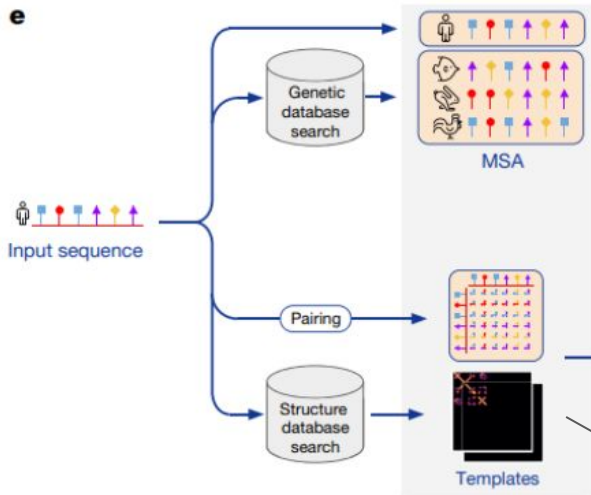 e
Genetic
database
search
MSA
Input sequence
Pairing
Structure
database
search
Templates